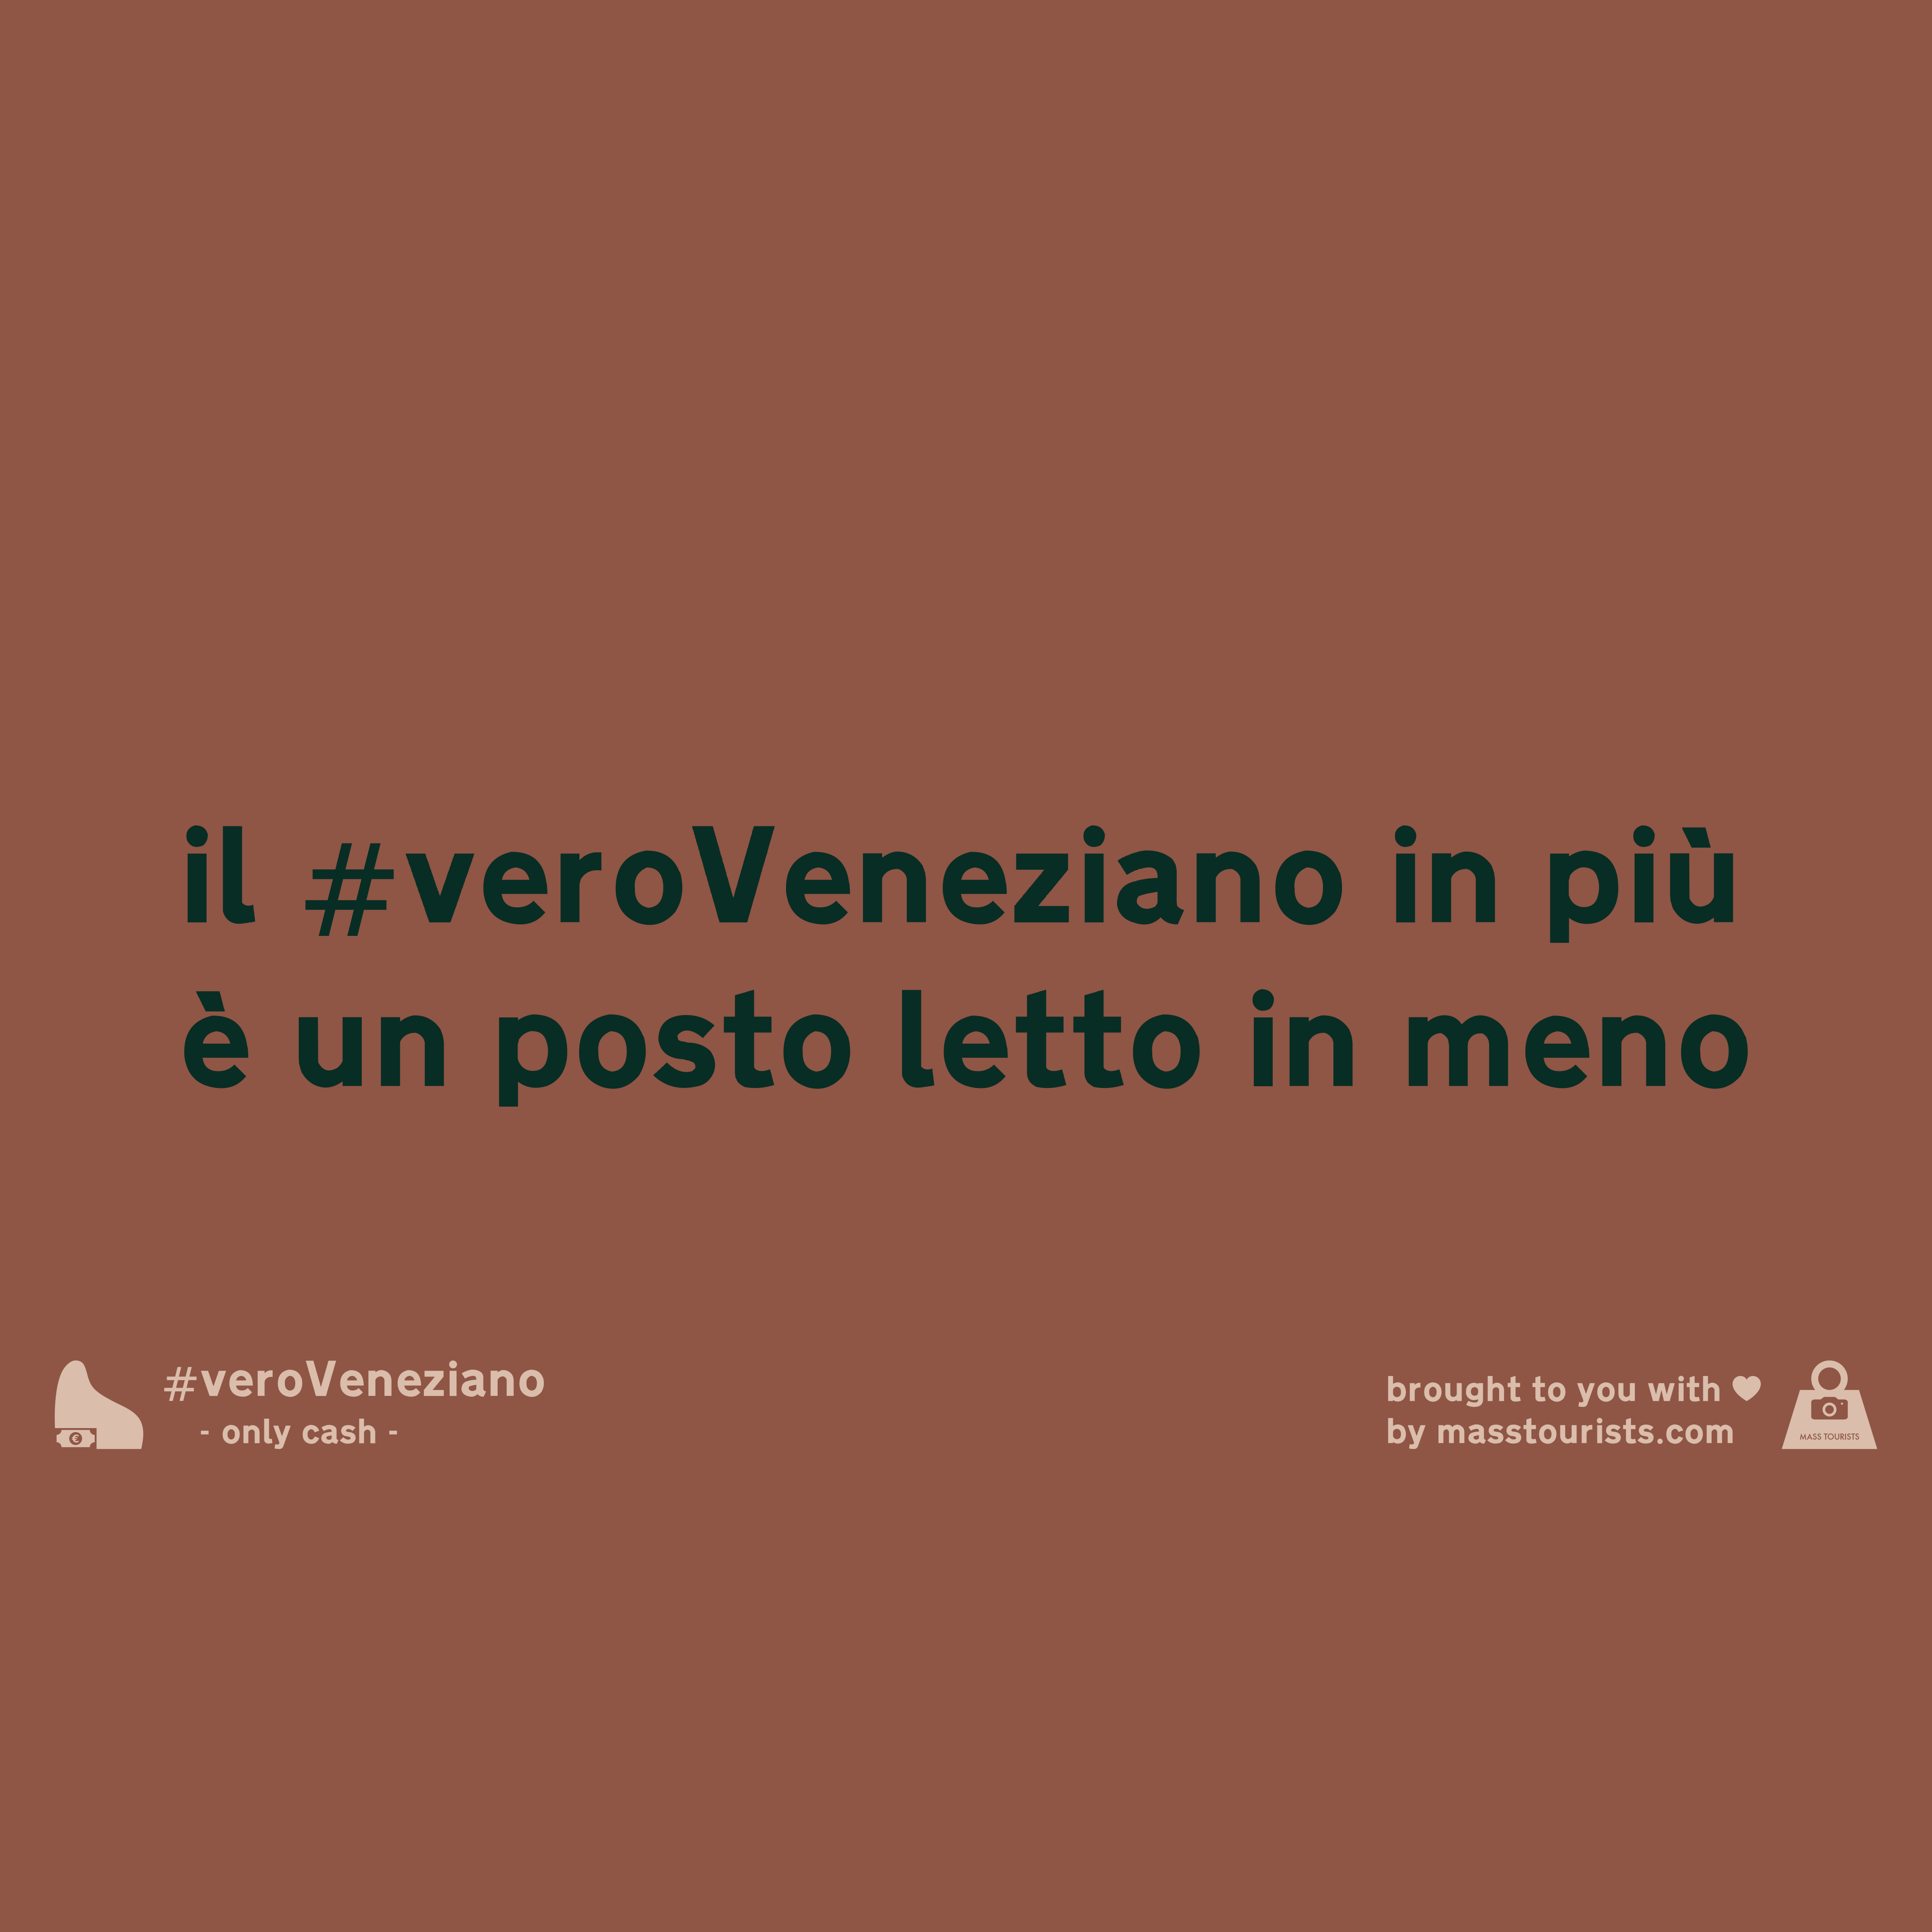 il #veroVeneziano in più
è un posto letto in meno
#veroVeneziano
- only cash -
€
brought to you with ♥
by masstourists.com
MASS TOURISTS